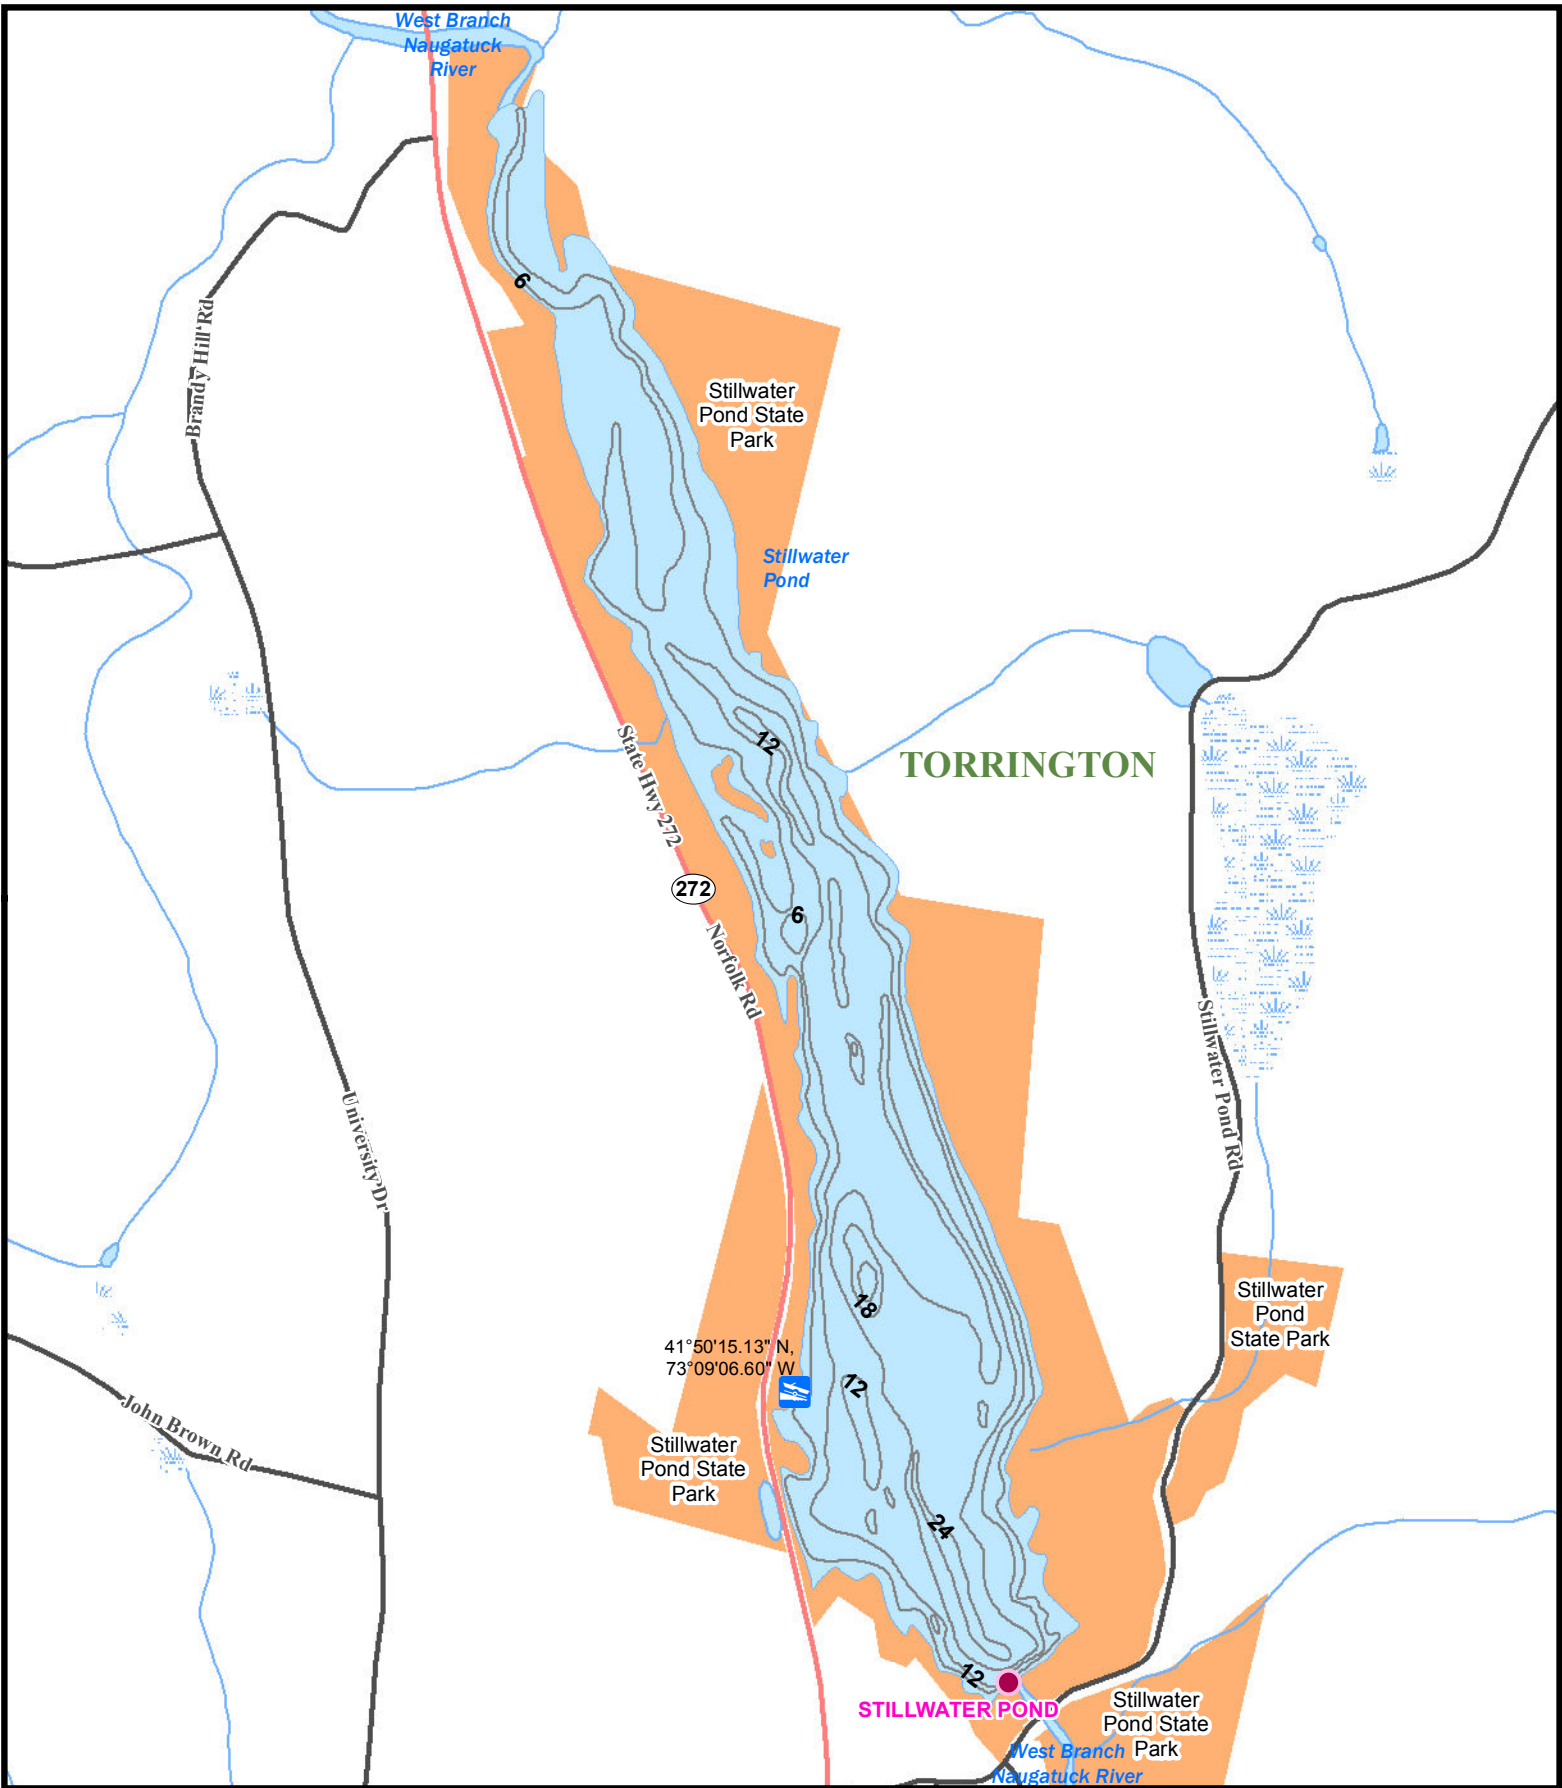 West Branch
Naugatuck
River
6
Brandy Hill Rd
Stillwater
Pond State
Park
Stillwater
Pond
12
State Hwy 272
TORRINGTON
272
6
Norfolk Rd
Stillwater Pond Rd
University Dr
18
Stillwater
Pond
State Park
41°50'15.13" N,
73°09'06.60" W
12
John Brown Rd
Stillwater
Pond State
Park
24
12
STILLWATER POND
Stillwater
Pond State
Park
West Branch
Naugatuck River